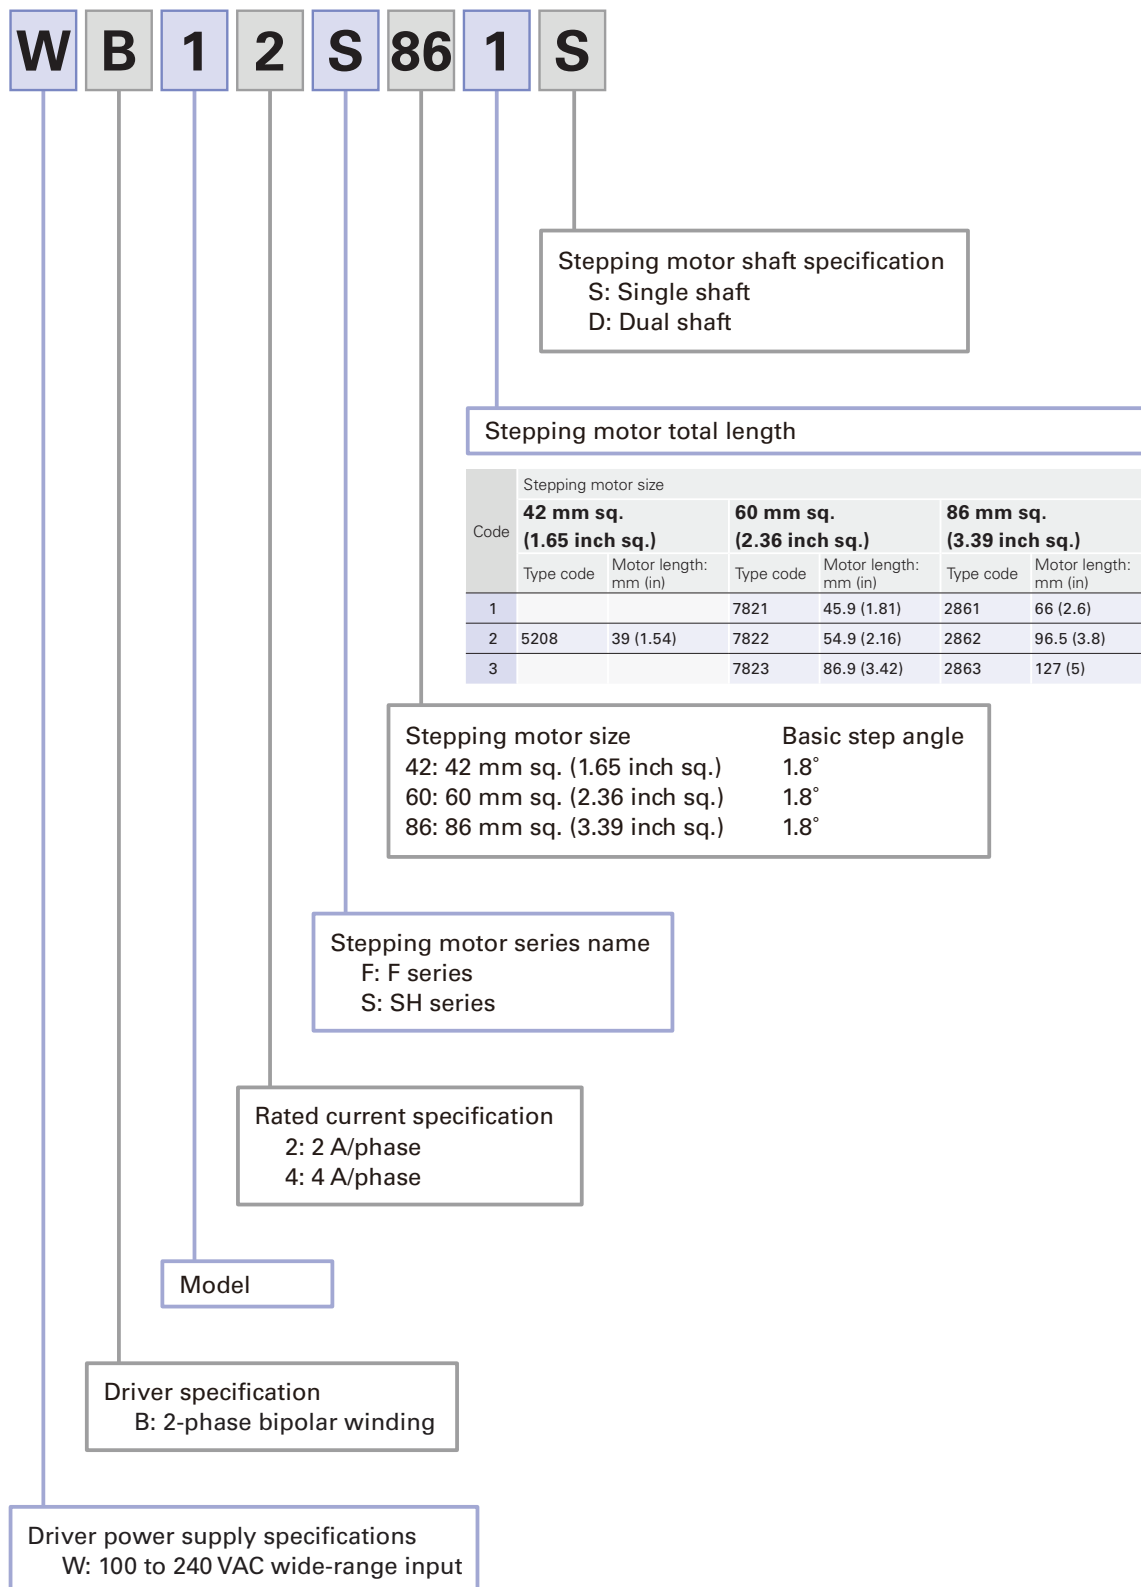 W B 1 2 S 86 1 S
Stepping motor shaft specification
S: Single shaft
D: Dual shaft
Stepping motor total length
Code
Stepping motor size
42 mm sq. 60 mm sq. 86 mm sq.
(1.65 inch sq.) (2.36 inch sq.) (3.39 inch sq.)
Type code Motor length: mm (in) Type code Motor length: mm (in) Type code Motor length: mm (in)
1 7821 45.9 (1.81) 2861 66 (2.6)
2 5208 39 (1.54) 7822 54.9 (2.16) 2862 96.5 (3.8)
3 7823 86.9 (3.42) 2863 127 (5)
Stepping motor size Basic step angle
42: 42 mm sq. (1.65 inch sq.) 1.8°
60: 60 mm sq. (2.36 inch sq.) 1.8°
86: 86 mm sq. (3.39 inch sq.) 1.8°
Stepping motor series name
F: F series
S: SH series
Rated current specification
2: 2 A/phase
4: 4 A/phase
Model
Driver specification
B: 2-phase bipolar winding
Driver power supply specifications
W: 100 to 240 VAC wide-range input